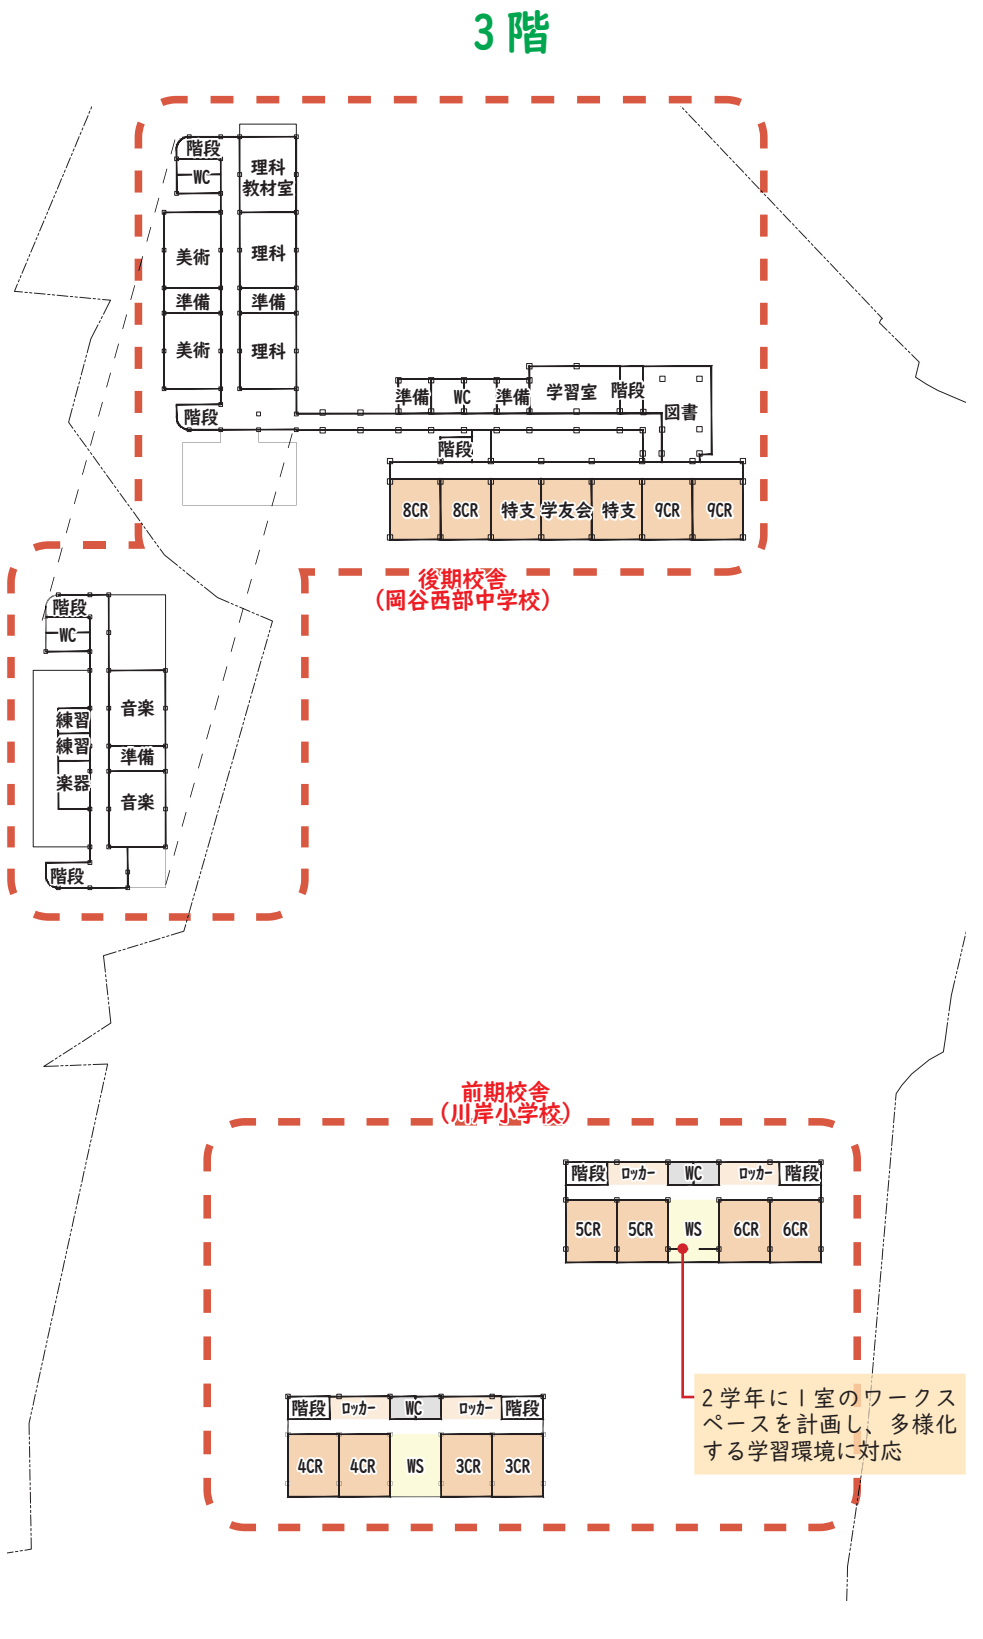 3階
階段
WC
理科
教材室
美術
理科
準備
準備
美術
理科
階段
準備
WC
準備
学習室
階段
図書
階段
8CR
8CR
特支
学友会
特支
9CR
9CR
後期校舎
（岡谷西部中学校）
階段
WC
音楽
練習
練習
準備
楽器
音楽
階段
前期校舎
（川岸小学校）
階段
ロッカー
WC
ロッカー
階段
5CR
5CR
WS
6CR
6CR
2学年に1室のワークス
ペースを計画し、多様化
する学習環境に対応
階段
ロッカー
WC
ロッカー
階段
4CR
4CR
WS
3CR
3CR